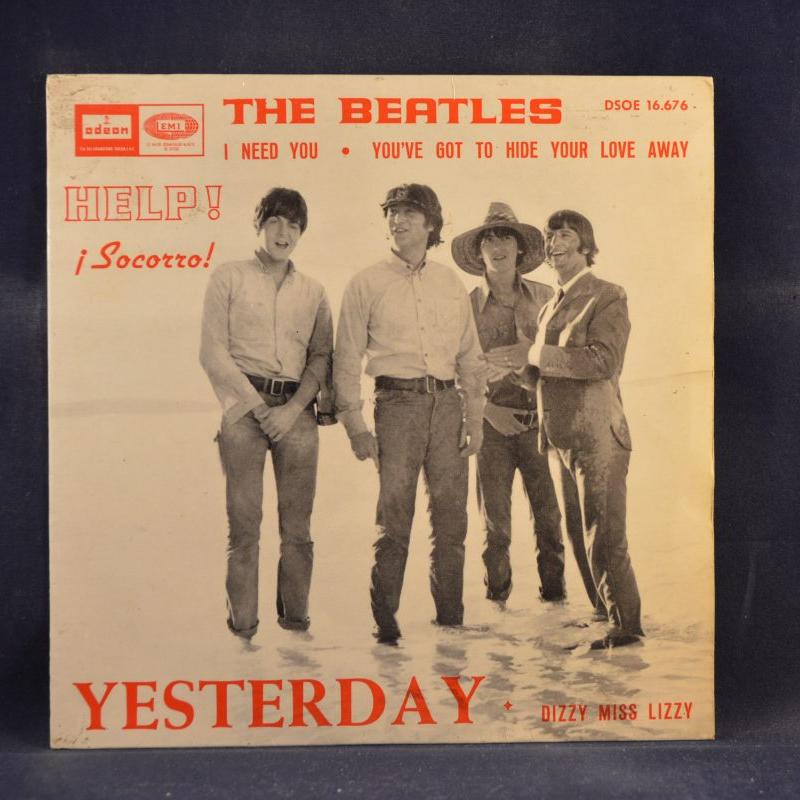 THE BEATLES
DSOE 16.676
odeon
EMI
I NEED YOU • YOU'VE GOT TO HIDE YOUR LOVE AWAY
HELP!
¡Socorro!
YESTERDAY • DIZZY MISS LIZZY